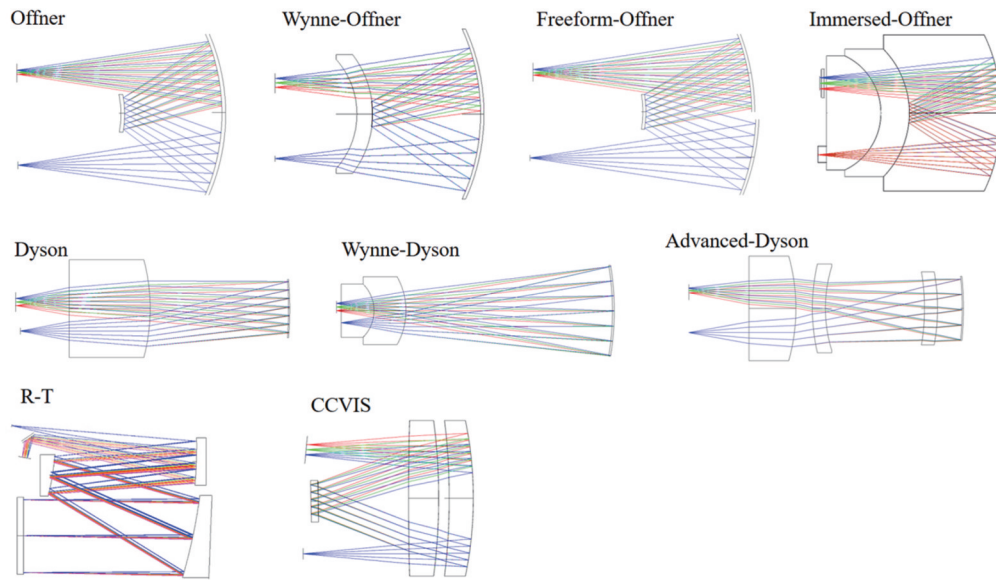 Offner
Wynne-Offner
Freeform-Offner
Immersed-Offner
Dyson
Wynne-Dyson
Advanced-Dyson
R-T
CCVIS